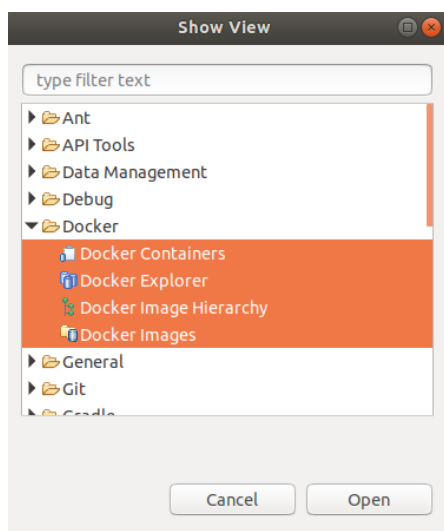 Show View
type filter text
Ant
API Tools
Data Management
Debug
Docker
Docker Containers
Docker Explorer
Docker Image Hierarchy
Docker Images
General
Git
Gradle
Cancel
Open